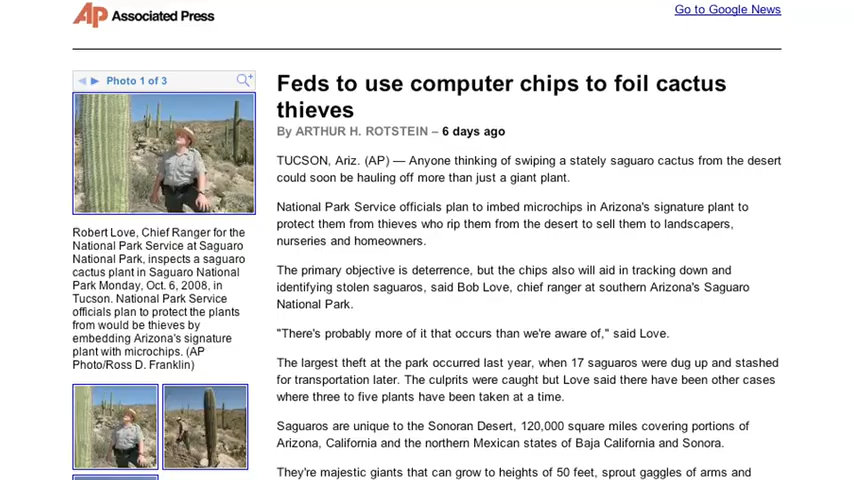 AP Associated Press
Go to Google News
Photo 1 of 3
Feds to use computer chips to foil cactus
thieves
By ARTHUR H. ROTSTEIN – 6 days ago
TUCSON, Ariz. (AP) — Anyone thinking of swiping a stately saguaro cactus from the desert
could soon be hauling off more than just a giant plant.
National Park Service officials plan to imbed microchips in Arizona's signature plant to
protect them from thieves who rip them from the desert to sell them to landscapers,
nurseries and homeowners.
The primary objective is deterrence, but the chips also will aid in tracking down and
identifying stolen saguaros, said Bob Love, chief ranger at southern Arizona's Saguaro
National Park.
"There's probably more of it that occurs than we're aware of," said Love.
The largest theft at the park occurred last year, when 17 saguaros were dug up and stashed
for transportation later. The culprits were caught but Love said there have been other cases
where three to five plants have been taken at a time.
Saguaros are unique to the Sonoran Desert, 120,000 square miles covering portions of
Arizona, California and the northern Mexican states of Baja California and Sonora.
They're majestic giants that can grow to heights of 50 feet, sprout gaggles of arms and
Robert Love, Chief Ranger for the
National Park Service at Saguaro
National Park, inspects a saguaro
cactus plant in Saguaro National
Park Monday, Oct. 6, 2008, in
Tucson. National Park Service
officials plan to protect the plants
from would be thieves by
embedding Arizona's signature
plant with microchips. (AP
Photo/Ross D. Franklin)